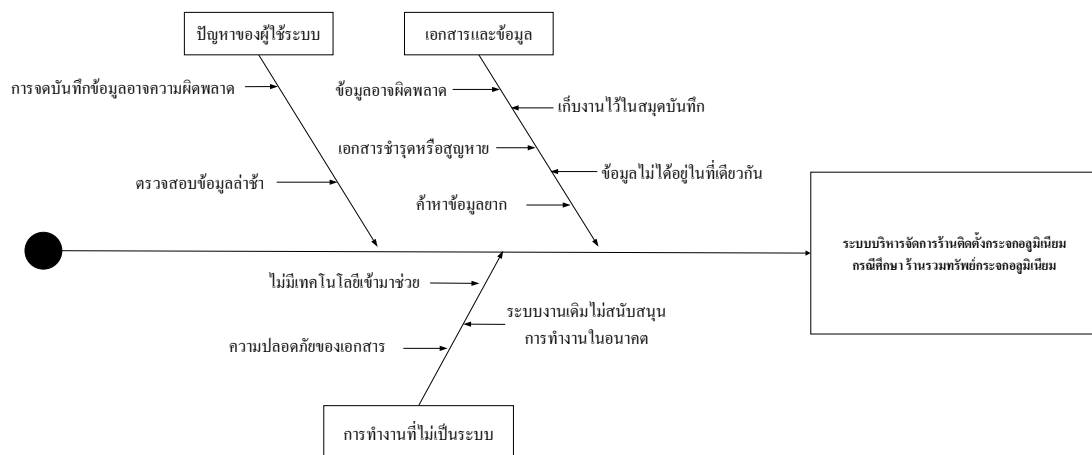 ปัญหาของผู้ใช้ระบบ
เอกสารและข้อมูล
การจดบันทึกข้อมูลอาจความผิดพลาด
ข้อมูลอาจผิดพลาด
เก็บงานไว้ในสมุดบันทึก
เอกสารชำรุดหรือสูญหาย
ข้อมูลไม่ได้อยู่ในที่เดียวกัน
ตรวจสอบข้อมูลล่าช้า
ค้าหาข้อมูลยาก
ระบบบริหารจัดการร้านติดตั้งกระจกอลูมิเนียม
กรณีศึกษา ร้านรวมทรัพย์กระจกอลูมิเนียม
ไม่มีเทคโนโลยีเข้ามาช่วย
ระบบงานเดิมไม่สนับสนุน
การทำงานในอนาคต
ความปลอดภัยของเอกสาร
การทำงานที่ไม่เป็นระบบ